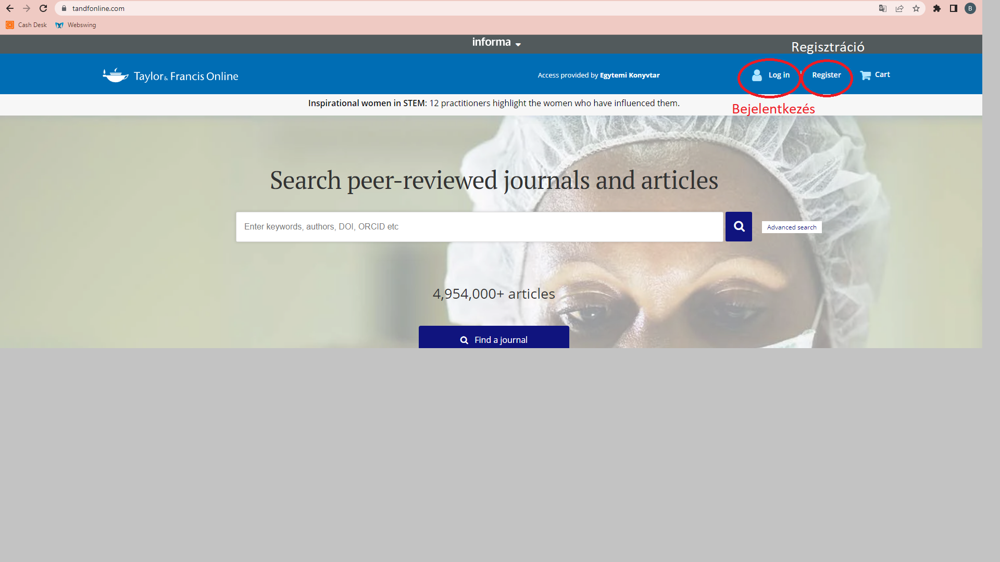 tandfonline.com
B
Cash Desk
Webswing
informa
Regisztráció
Taylor & Francis Online
Access provided by Egytemi Konyvtar
Log in
Register
Cart
Inspirational women in STEM: 12 practitioners highlight the women who have influenced them.
Bejelentkezés
Search peer-reviewed journals and articles
Enter keywords, authors, DOI, ORCID etc
Advanced search
4,954,000+ articles
Find a journal